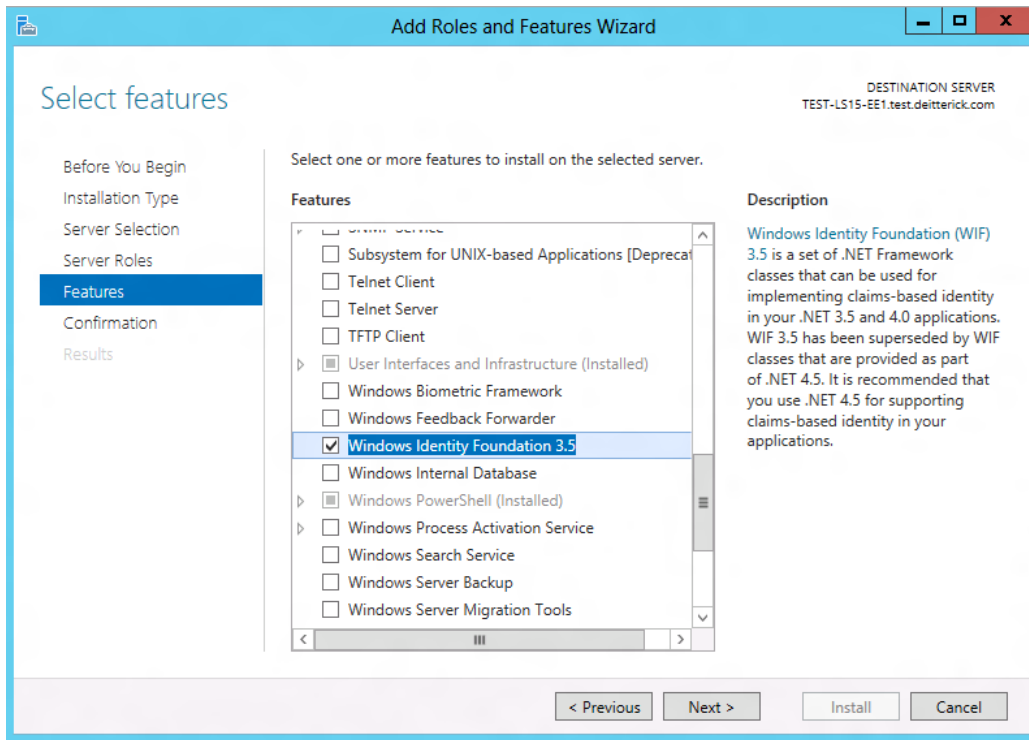 Add Roles and Features Wizard
Select features
DESTINATION SERVER
TEST-LS15-EE1.test.deitterick.com
Before You Begin
Installation Type
Server Selection
Server Roles
Features
Confirmation
Results
Select one or more features to install on the selected server.
Features
SNMP Service
Subsystem for UNIX-based Applications [Deprecat
Telnet Client
Telnet Server
TFTP Client
User Interfaces and Infrastructure (Installed)
Windows Biometric Framework
Windows Feedback Forwarder
Windows Identity Foundation 3.5
Windows Internal Database
Windows PowerShell (Installed)
Windows Process Activation Service
Windows Search Service
Windows Server Backup
Windows Server Migration Tools
Description
Windows Identity Foundation (WIF)
3.5 is a set of .NET Framework
classes that can be used for
implementing claims-based identity
in your .NET 3.5 and 4.0 applications.
WIF 3.5 has been superseded by WIF
classes that are provided as part
of .NET 4.5. It is recommended that
you use .NET 4.5 for supporting
claims-based identity in your
applications.
< Previous
Next >
Install
Cancel